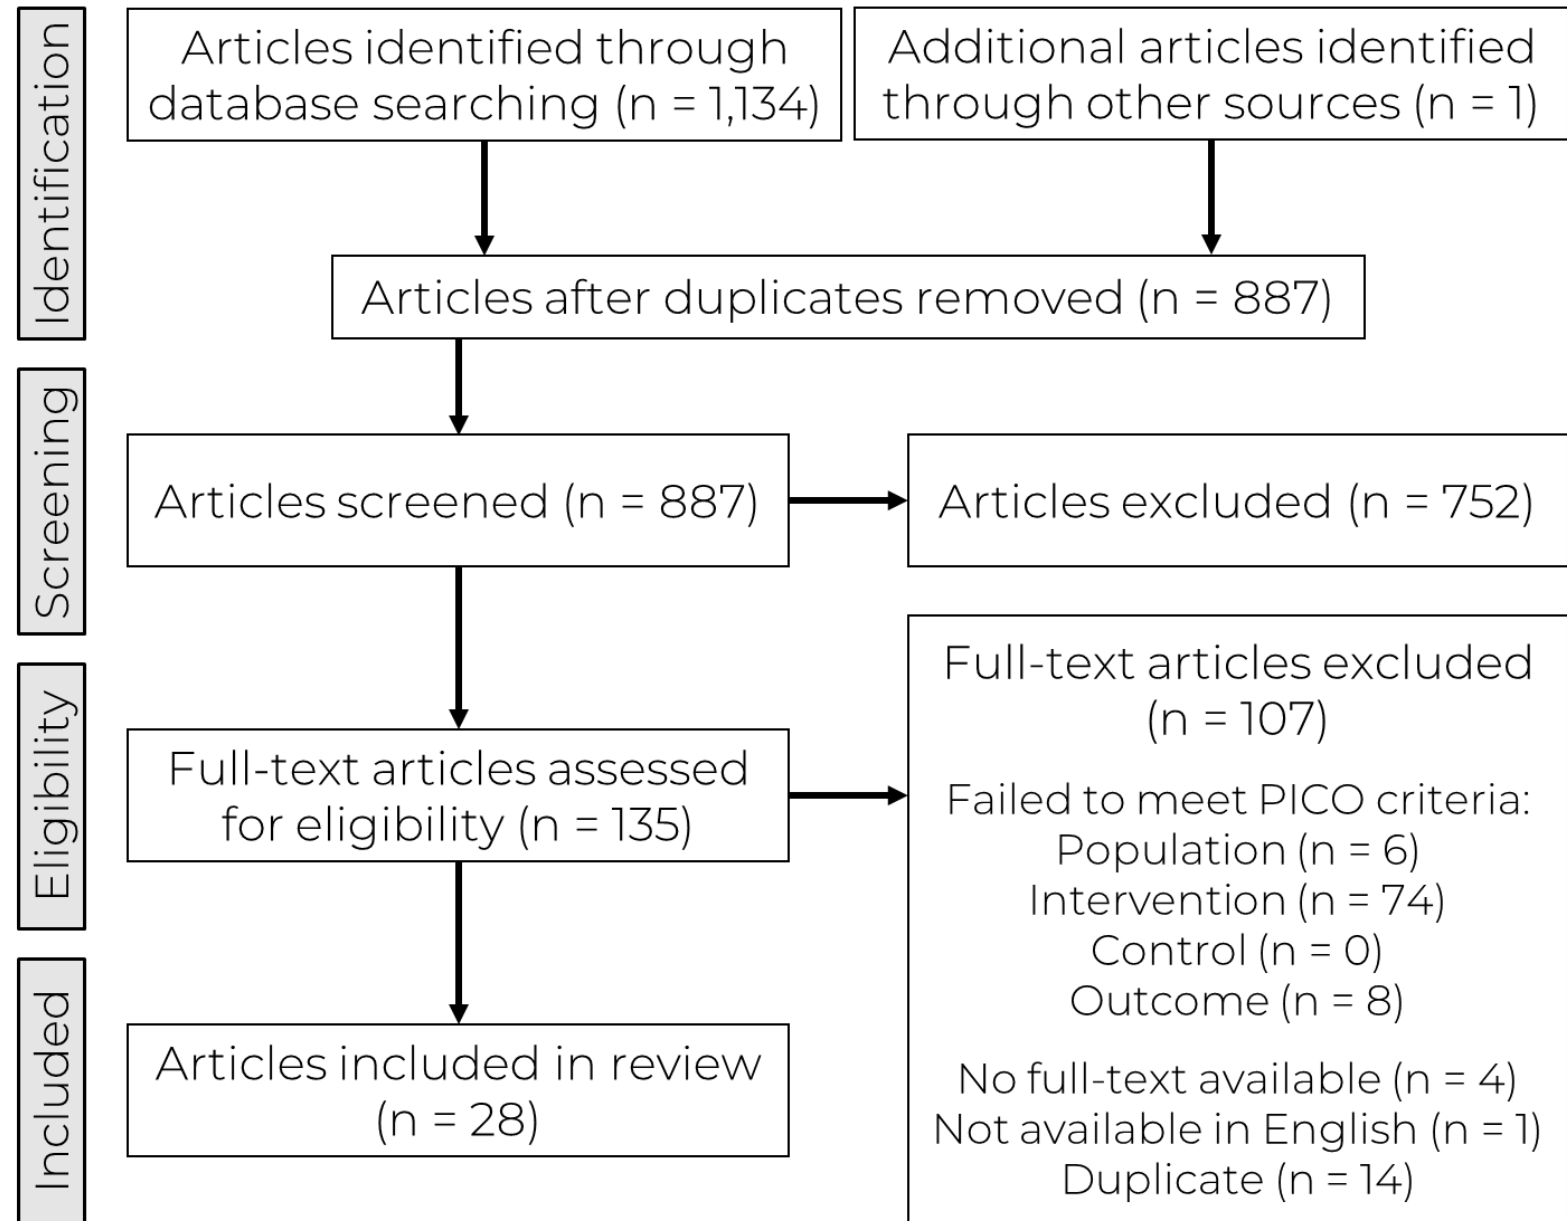 Identification
Articles identified through
database searching (n = 1,134)
Additional articles identified
through other sources (n = 1)
Articles after duplicates removed (n = 887)
Screening
Articles screened (n = 887)
Articles excluded (n = 752)
Eligibility
Full-text articles assessed
for eligibility (n = 135)
Full-text articles excluded
(n = 107)
Failed to meet PICO criteria:
Population (n = 6)
Intervention (n = 74)
Control (n = 0)
Outcome (n = 8)
No full-text available (n = 4)
Not available in English (n = 1)
Duplicate (n = 14)
Included
Articles included in review
(n = 28)